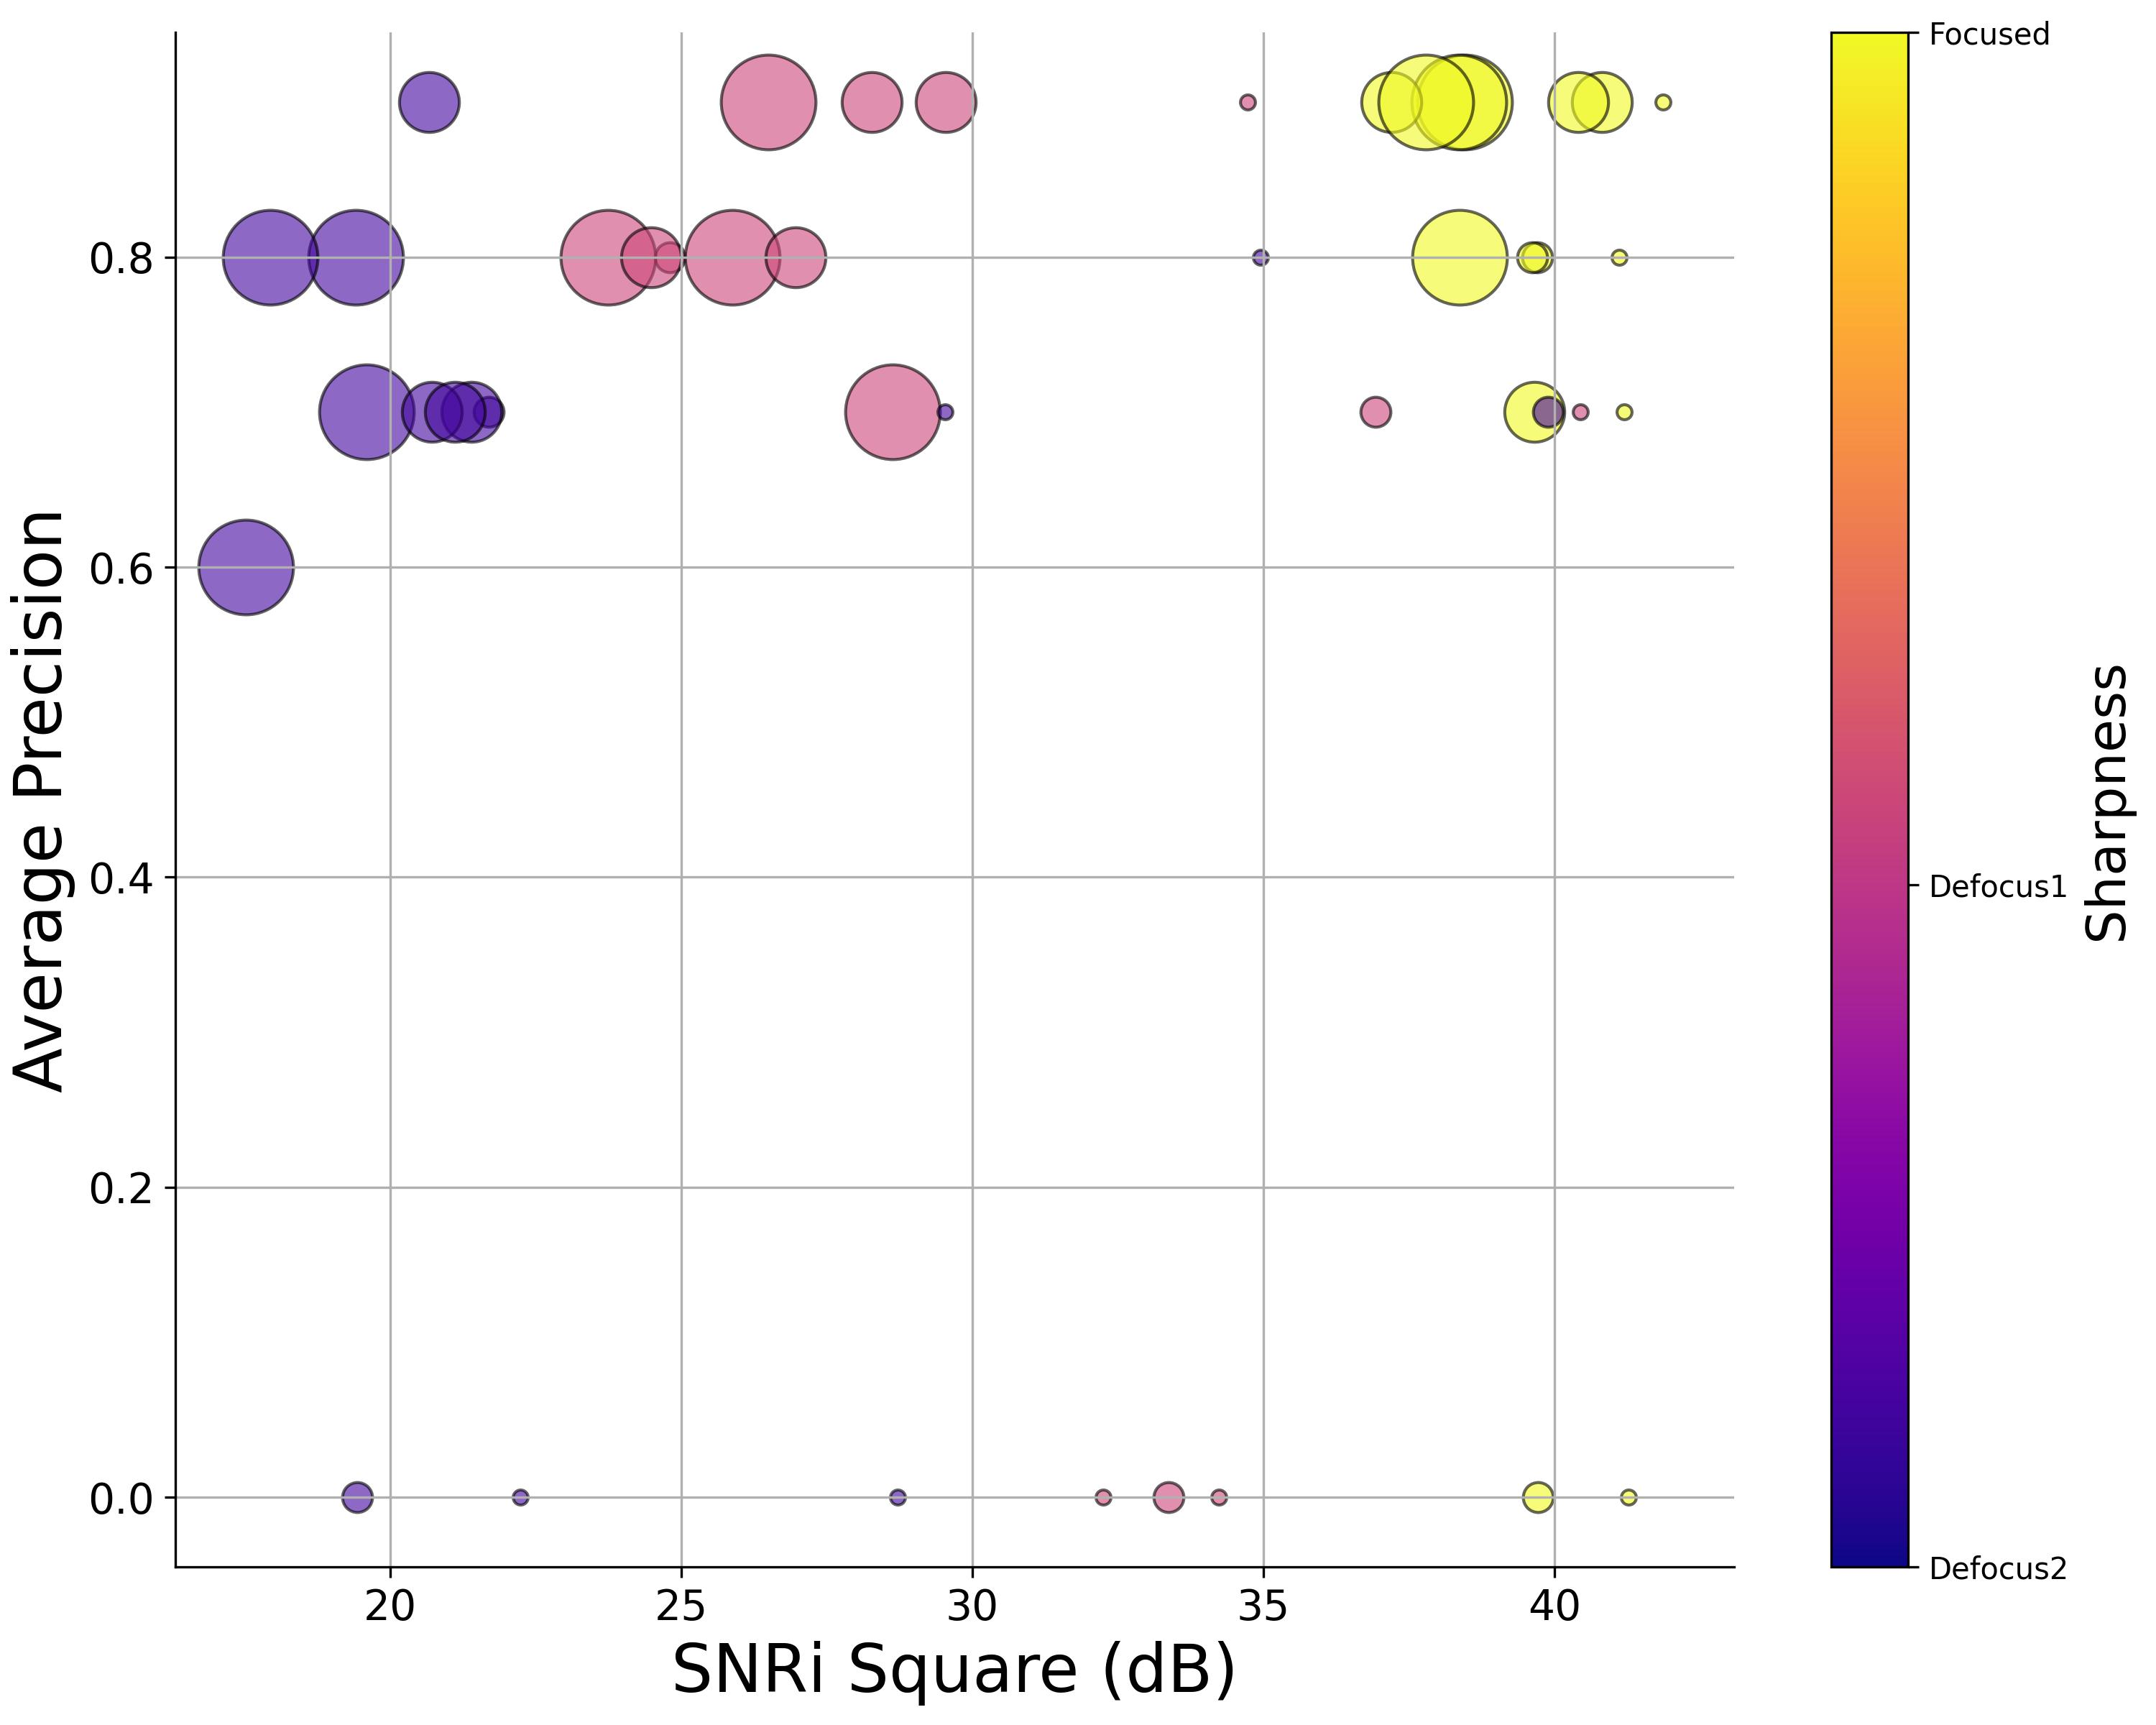 Average Precision
0.8
0.6
0.4
0.2
0.0
20 25 30 35 40
SNRi Square (dB)
Focused
Defocus1
Defocus2
Sharpness